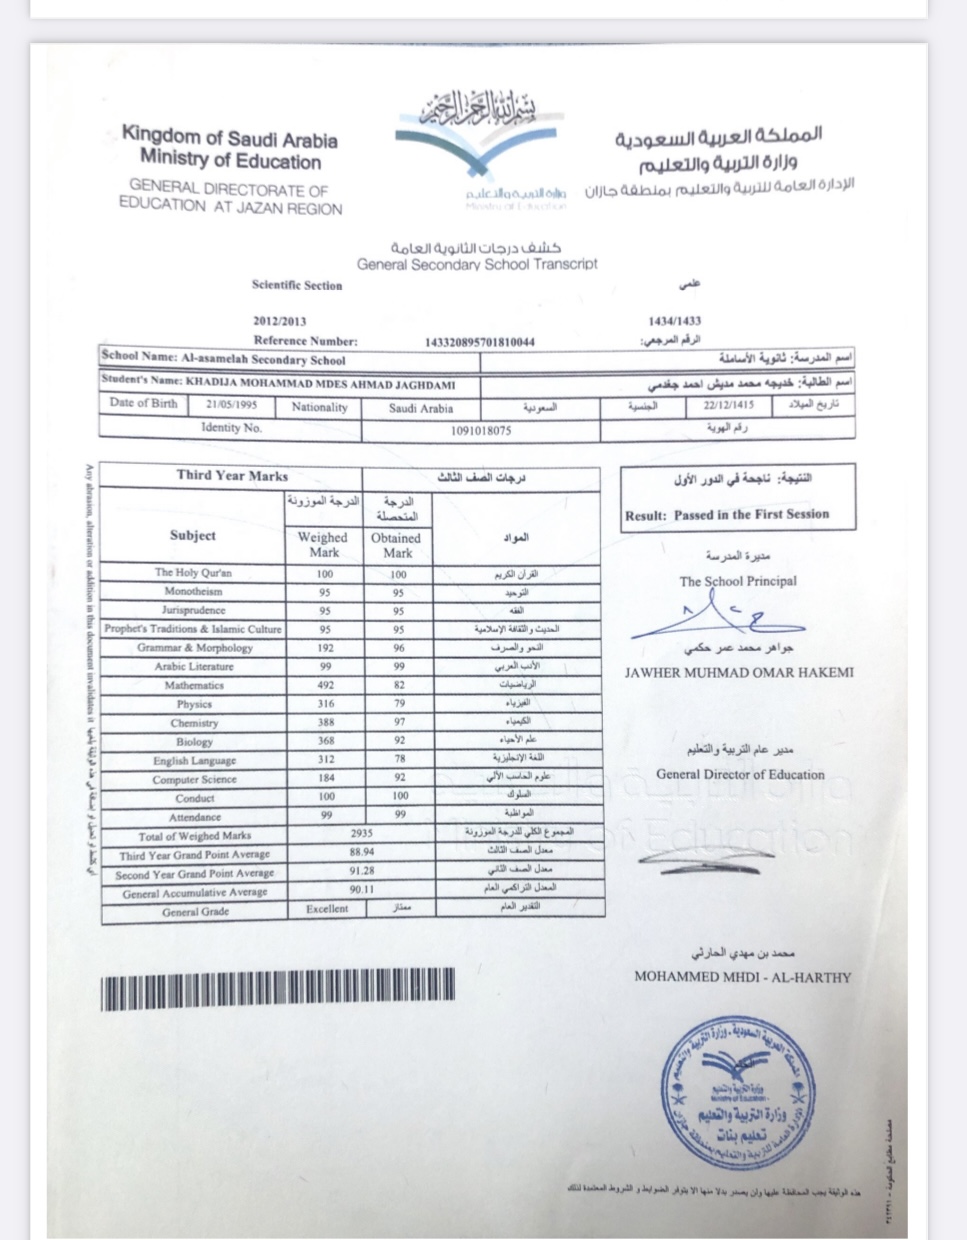 بسم الله الرحمن الرحيم
Kingdom of Saudi Arabia
Ministry of Education
GENERAL DIRECTORATE OF
EDUCATION AT JAZAN REGION
وزارة التربية والتعليم
Ministry of Education
المملكة العربية السعودية
وزارة التربية والتعليم
الإدارة العامة للتربية والتعليم بمنطقة جازان
كشف درجات الثانوية العامة
General Secondary School Transcript
Scientific Section علمي
2012/2013 1434/1433
Reference Number: 143320895701810044 الرقم المرجعي:
School Name: Al-asamelah Secondary School اسم المدرسة: ثانوية الأساملة
Student's Name: KHADIJA MOHAMMAD MDES AHMAD JAGHDAMI اسم الطالبة: خديجه محمد مديش احمد جغدمي
Date of Birth 21/05/1995 Nationality Saudi Arabia السعودية الجنسية 22/12/1415 تاريخ الميلاد
Identity No. 1091018075 رقم الهوية
Third Year Marks درجات الصف الثالث
Subject الدرجة الموزونة الدرجة المتحصلة المواد
Weighed Mark Obtained Mark
The Holy Qur'an 100 100 القرآن الكريم
Monotheism 95 95 التوحيد
Jurisprudence 95 95 الفقه
Prophet's Traditions & Islamic Culture 95 95 الحديث والثقافة الإسلامية
Grammar & Morphology 192 96 النحو والصرف
Arabic Literature 99 99 الأدب العربي
Mathematics 492 82 الرياضيات
Physics 316 79 الفيزياء
Chemistry 388 97 الكيمياء
Biology 368 92 علم الأحياء
English Language 312 78 اللغة الإنجليزية
Computer Science 184 92 علوم الحاسب الآلي
Conduct 100 100 السلوك
Attendance 99 99 المواظبة
Total of Weighed Marks 2935 المجموع الكلي للدرجة الموزونة
Third Year Grand Point Average 88.94 معدل الصف الثالث
Second Year Grand Point Average 91.28 معدل الصف الثاني
General Accumulative Average 90.11 المعدل التراكمي العام
General Grade Excellent ممتاز التقدير العام
النتيجة: ناجحة في الدور الأول
Result: Passed in the First Session
مديرة المدرسة
The School Principal
جواهر محمد عمر حكمي
JAWHER MUHMAD OMAR HAKEMI
مدير عام التربية والتعليم
General Director of Education
وزارة التربية والتعليم
Ministry of Education
محمد بن مهدي الحارثي
MOHAMMED MHDI - AL-HARTHY
المملكة العربية السعودية - وزارة التربية والتعليم
وزارة التربية والتعليم
تعليم بنات
Any abrasion, alteration or addition in this document invalidates it
هذه الوثيقة يجب المحافظة عليها ولن يصدر بدلا منها الا بتوفر الضوابط و الشروط المعتمدة لذلك
مصلحة مطابع الحكومة